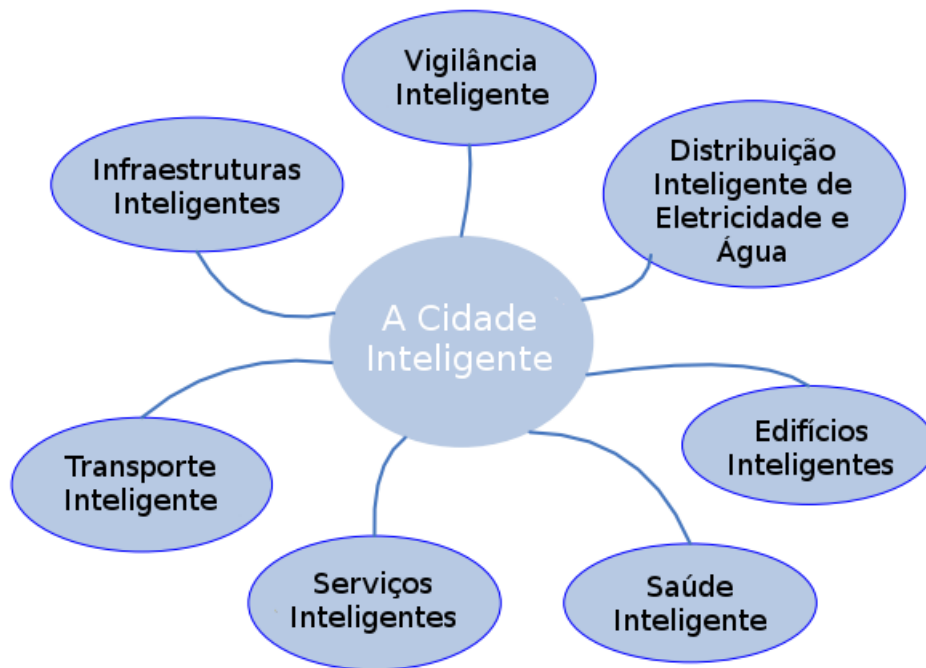 Vigilância
Inteligente
Infraestruturas
Inteligentes
Distribuição
Inteligente de
Eletricidade e
Água
A Cidade
Inteligente
Edifícios
Inteligentes
Transporte
Inteligente
Serviços
Inteligentes
Saúde
Inteligente